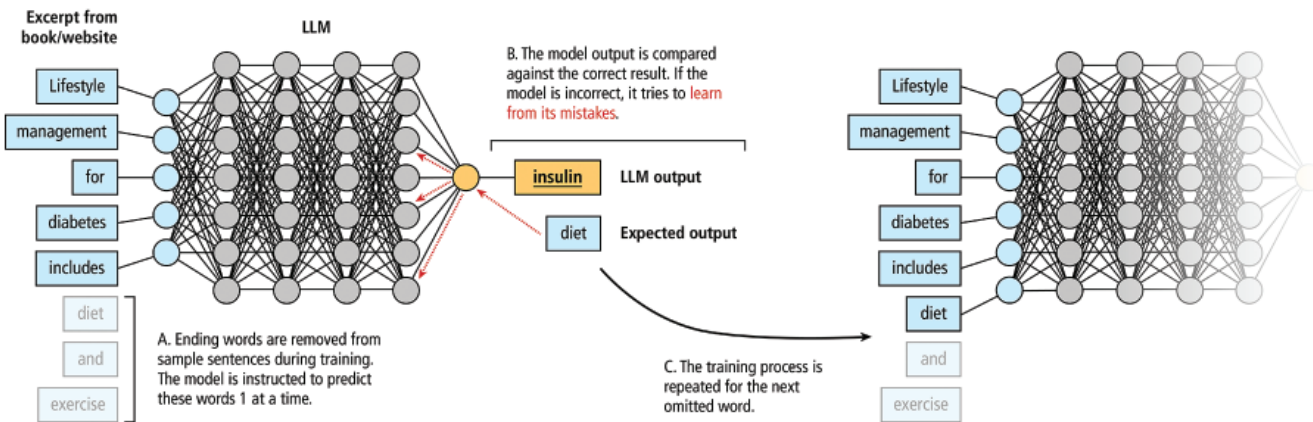 Excerpt from
book/website
LLM
Lifestyle
management
for
diabetes
includes
diet
and
exercise
A. Ending words are removed from
sample sentences during training.
The model is instructed to predict
these words 1 at a time.
B. The model output is compared
against the correct result. If the
model is incorrect, it tries to learn
from its mistakes.
insulin
LLM output
diet
Expected output
C. The training process is
repeated for the next
omitted word.
Lifestyle
management
for
diabetes
includes
diet
and
exercise